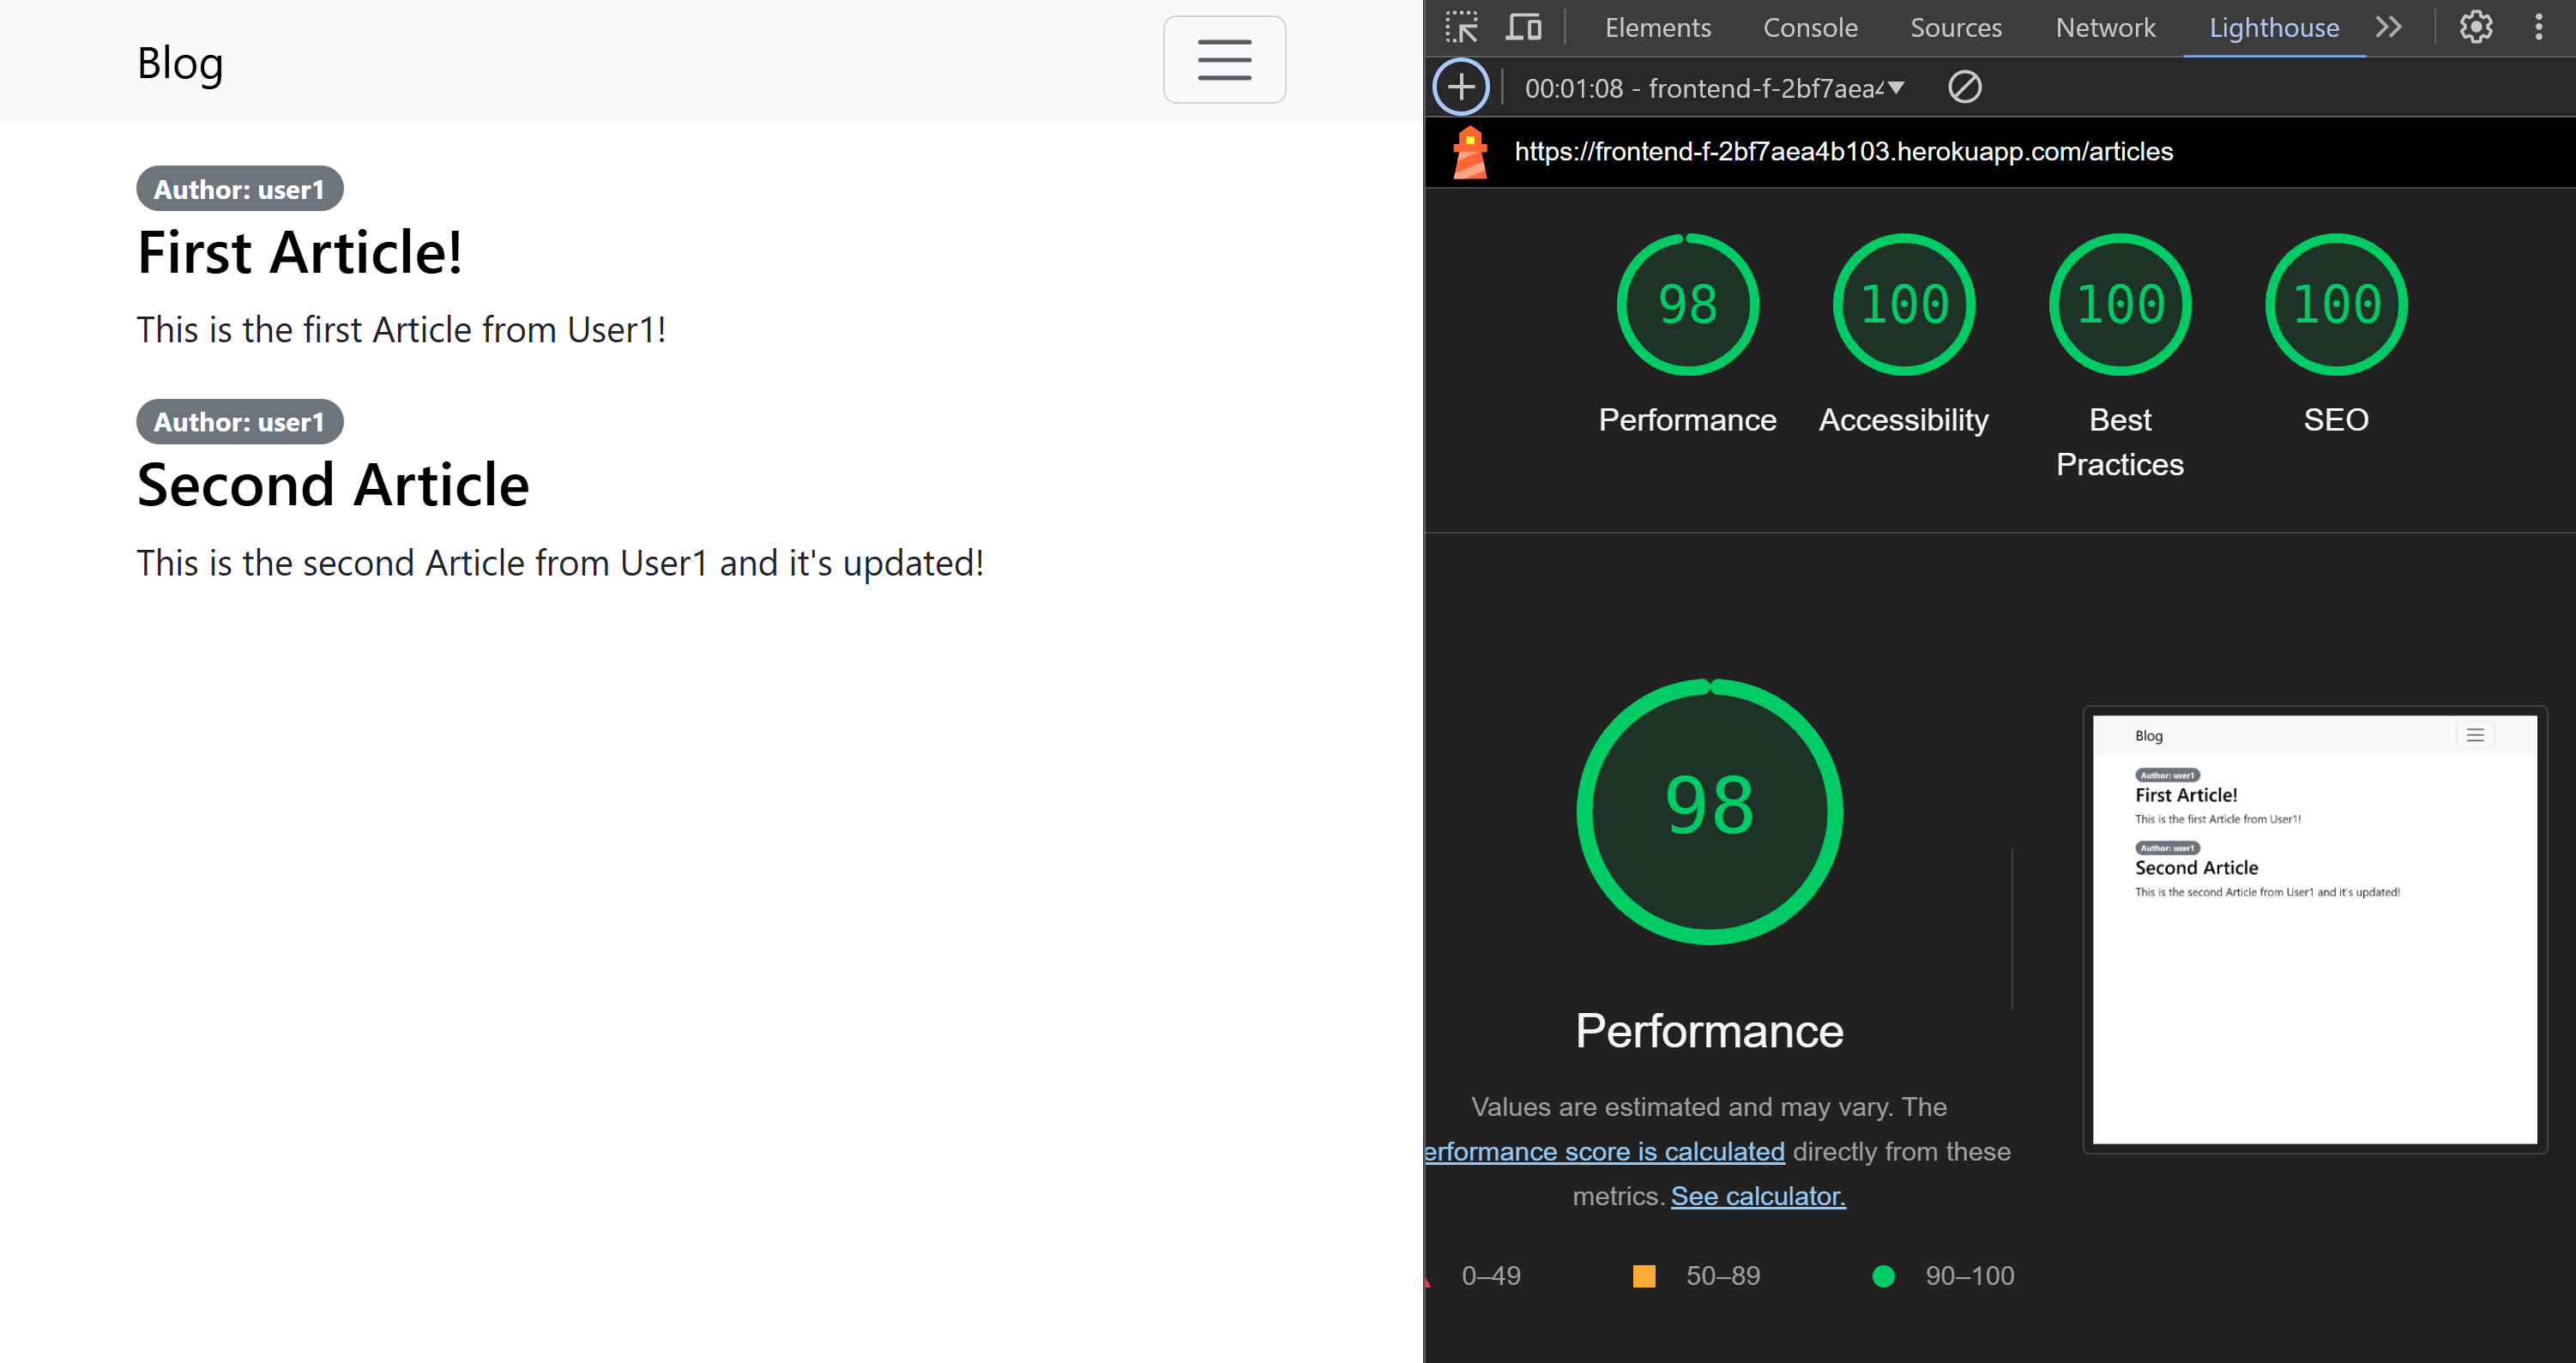 Blog
Author: user1
First Article!
This is the first Article from User1!
Author: user1
Second Article
This is the second Article from User1 and it's updated!
Elements Console Sources Network Lighthouse
00:01:08 - frontend-f-2bf7aea4
https://frontend-f-2bf7aea4b103.herokuapp.com/articles
98 100 100 100
Performance Accessibility Best Practices SEO
98
Performance
Values are estimated and may vary. The
erformance score is calculated directly from these
metrics. See calculator.
0–49 50–89 90–100
Blog
Author: user1
First Article!
This is the first Article from User1!
Author: user1
Second Article
This is the second Article from User1 and it's updated!